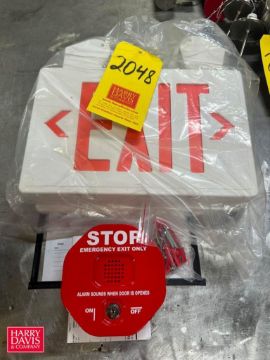 2048
HARRY
DAVIS
EXIT
STOP
EMERGENCY EXIT ONLY
ALARM SOUNDS WHEN DOOR IS OPENED
ON
OFF
HARRY
DAVIS
& COMPANY